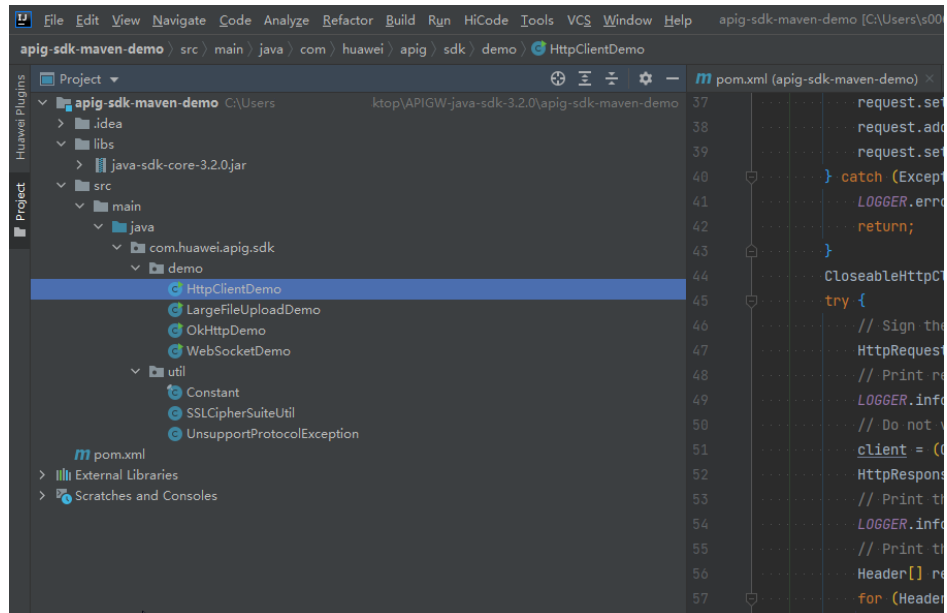 File Edit View Navigate Code Analyze Refactor Build Run HiCode Tools VCS Window Help apig-sdk-maven-demo [C:\Users\s00
apig-sdk-maven-demo 〉 src 〉 main 〉 java 〉 com 〉 huawei 〉 apig 〉 sdk 〉 demo 〉 HttpClientDemo
Huawei Plugins
Project
Project
apig-sdk-maven-demo C:\Users ktop\APIGW-java-sdk-3.2.0\apig-sdk-maven-demo
.idea
libs
java-sdk-core-3.2.0.jar
src
main
java
com.huawei.apig.sdk
demo
HttpClientDemo
LargeFileUploadDemo
OkHttpDemo
WebSocketDemo
util
Constant
SSLCipherSuiteUtil
UnsupportProtocolException
pom.xml
External Libraries
Scratches and Consoles
pom.xml (apig-sdk-maven-demo) ×
37 request.set
38 request.add
39 request.set
40 } catch (Except
41 LOGGER.erro
42 return;
43 }
44 CloseableHttpCl
45 try {
46 // Sign the
47 HttpRequest
48 // Print re
49 LOGGER.info
50 // Do not v
51 client = (C
52 HttpRespons
53 // Print th
54 LOGGER.info
55 // Print th
56 Header[] re
57 for (Header